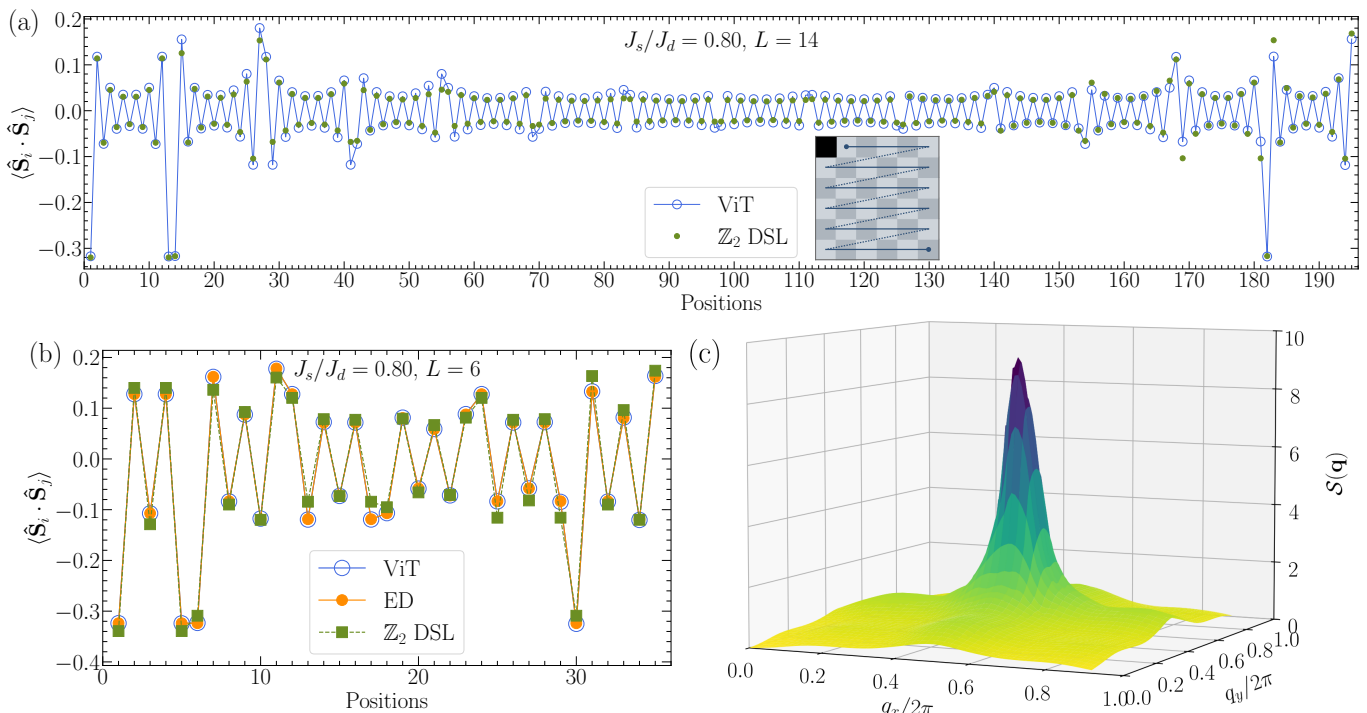 (a)
J_s/J_d = 0.80, L = 14
⟨Ŝ_i · Ŝ_j⟩
0.2
0.1
0.0
−0.1
−0.2
−0.3
ViT
ℤ₂ DSL
0 10 20 30 40 50 60 70 80 90 100 110 120 130 140 150 160 170 180 190
Positions
(b)
J_s/J_d = 0.80, L = 6
⟨Ŝ_i · Ŝ_j⟩
0.2
0.1
0.0
−0.1
−0.2
−0.3
−0.4
ViT
ED
ℤ₂ DSL
0 10 20 30
Positions
(c)
10
8
6
4
2
0
𝒮(𝐪)
0.0 0.2 0.4 0.6 0.8 1.0
q_x/2π
0.0 0.2 0.4 0.6 0.8 1.0
q_y/2π